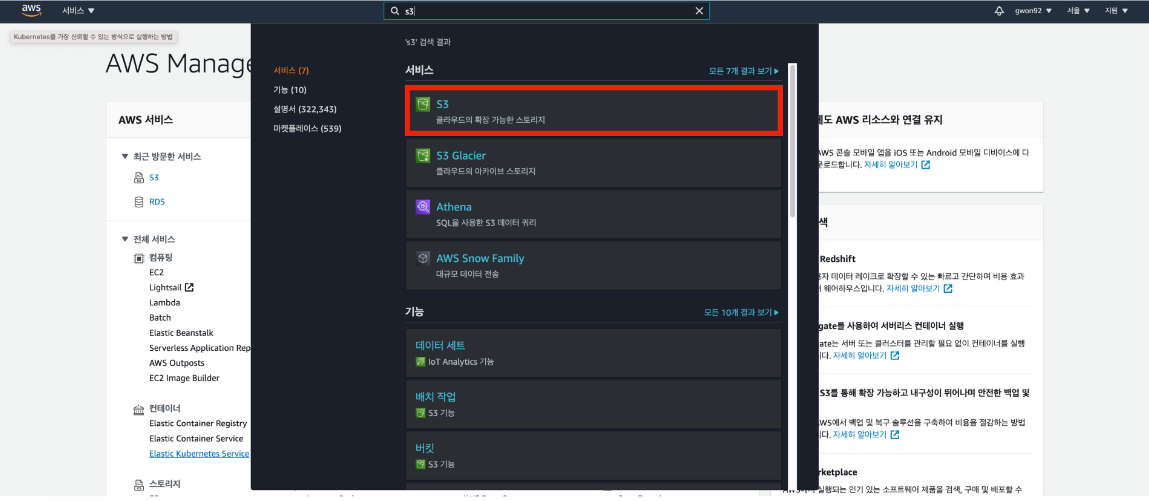 aws
서비스
s3
gwon92
서울
지원
Kubernetes를 가장 신뢰할 수 있는 방식으로 실행하는 방법
AWS Manage
's3' 검색 결과
서비스 (7)
기능 (10)
설명서 (322,343)
마켓플레이스 (539)
서비스
모든 7개 결과 보기
S3
클라우드의 확장 가능한 스토리지
S3 Glacier
클라우드의 아카이브 스토리지
Athena
SQL을 사용한 S3 데이터 쿼리
AWS Snow Family
대규모 데이터 전송
기능
모든 10개 결과 보기
데이터 세트
IoT Analytics 기능
배치 작업
S3 기능
버킷
S3 기능
AWS 서비스
최근 방문한 서비스
S3
RDS
전체 서비스
컴퓨팅
EC2
Lightsail
Lambda
Batch
Elastic Beanstalk
Serverless Application Rep
AWS Outposts
EC2 Image Builder
컨테이너
Elastic Container Registry
Elastic Container Service
Elastic Kubernetes Service
스토리지
에도 AWS 리소스와 연결 유지
AWS 콘솔 모바일 앱을 iOS 또는 Android 모바일 디바이스에 다
운로드합니다. 자세히 알아보기
색
Redshift
용자 데이터 레이크로 확장할 수 있는 빠르고 간단하며 비용 효과
웨어하우스입니다. 자세히 알아보기
gate를 사용하여 서버리스 컨테이너 실행
gate는 서버 또는 클러스터를 관리할 필요 없이 컨테이너를 실행
니다. 자세히 알아보기
S3를 통해 확장 가능하고 내구성이 뛰어나며 안전한 백업 및
AWS에서 백업 및 복구 솔루션을 구축하여 비용을 절감하는 방법
니다. 자세히 알아보기
rketplace
실행되는 인기 있는 소프트웨어 제품을 검색, 구매 및 배포할 수